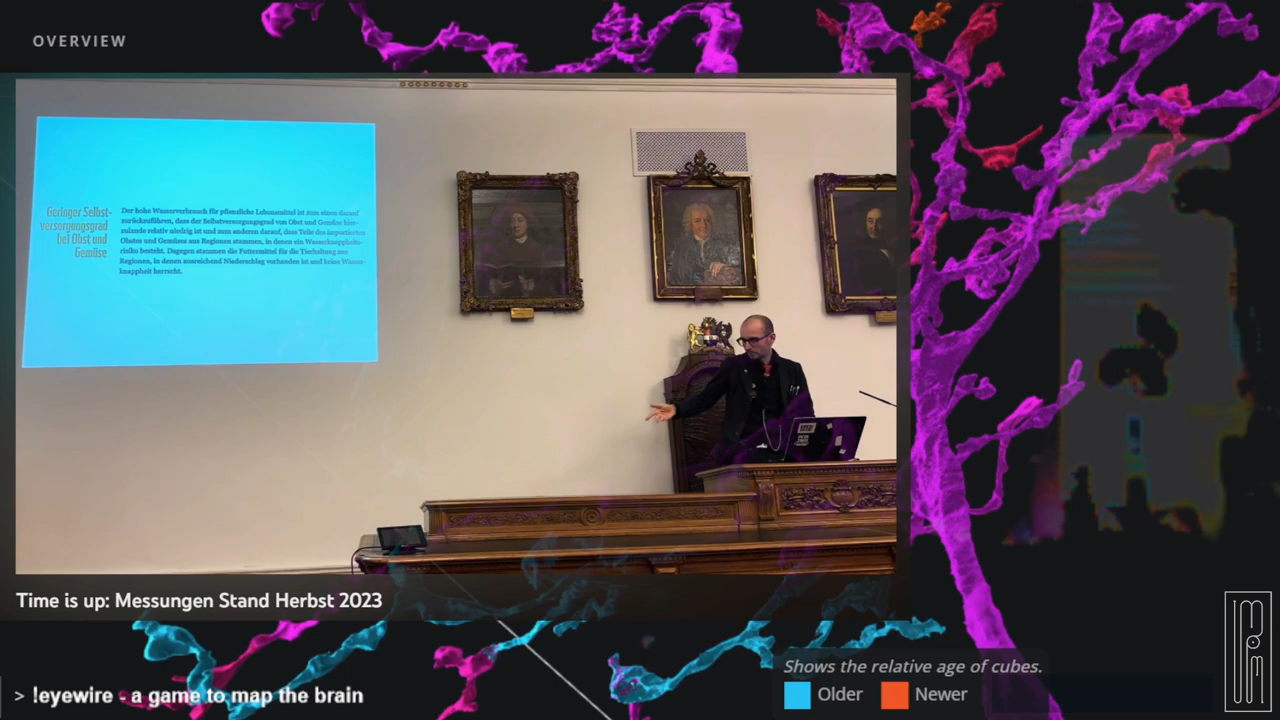 OVERVIEW
Geringer Selbst-
versorgungsgrad
bei Obst und
Gemüse
Der hohe Wasserverbrauch für pflanzliche Lebensmittel ist zum einen darauf
zurückzuführen, dass der Selbstversorgungsgrad von Obst und Gemüse hier-
zulande relativ niedrig ist und zum anderen darauf, dass Teile des importierten
Obstes und Gemüses aus Regionen stammen, in denen ein Wasserknappheits-
risiko besteht. Dagegen stammen die Futtermittel für die Tierhaltung aus
Regionen, in denen ausreichend Niederschlag vorhanden ist und keine Wasser-
knappheit herrscht.
Time is up: Messungen Stand Herbst 2023
Shows the relative age of cubes.
Older Newer
> !eyewire - a game to map the brain